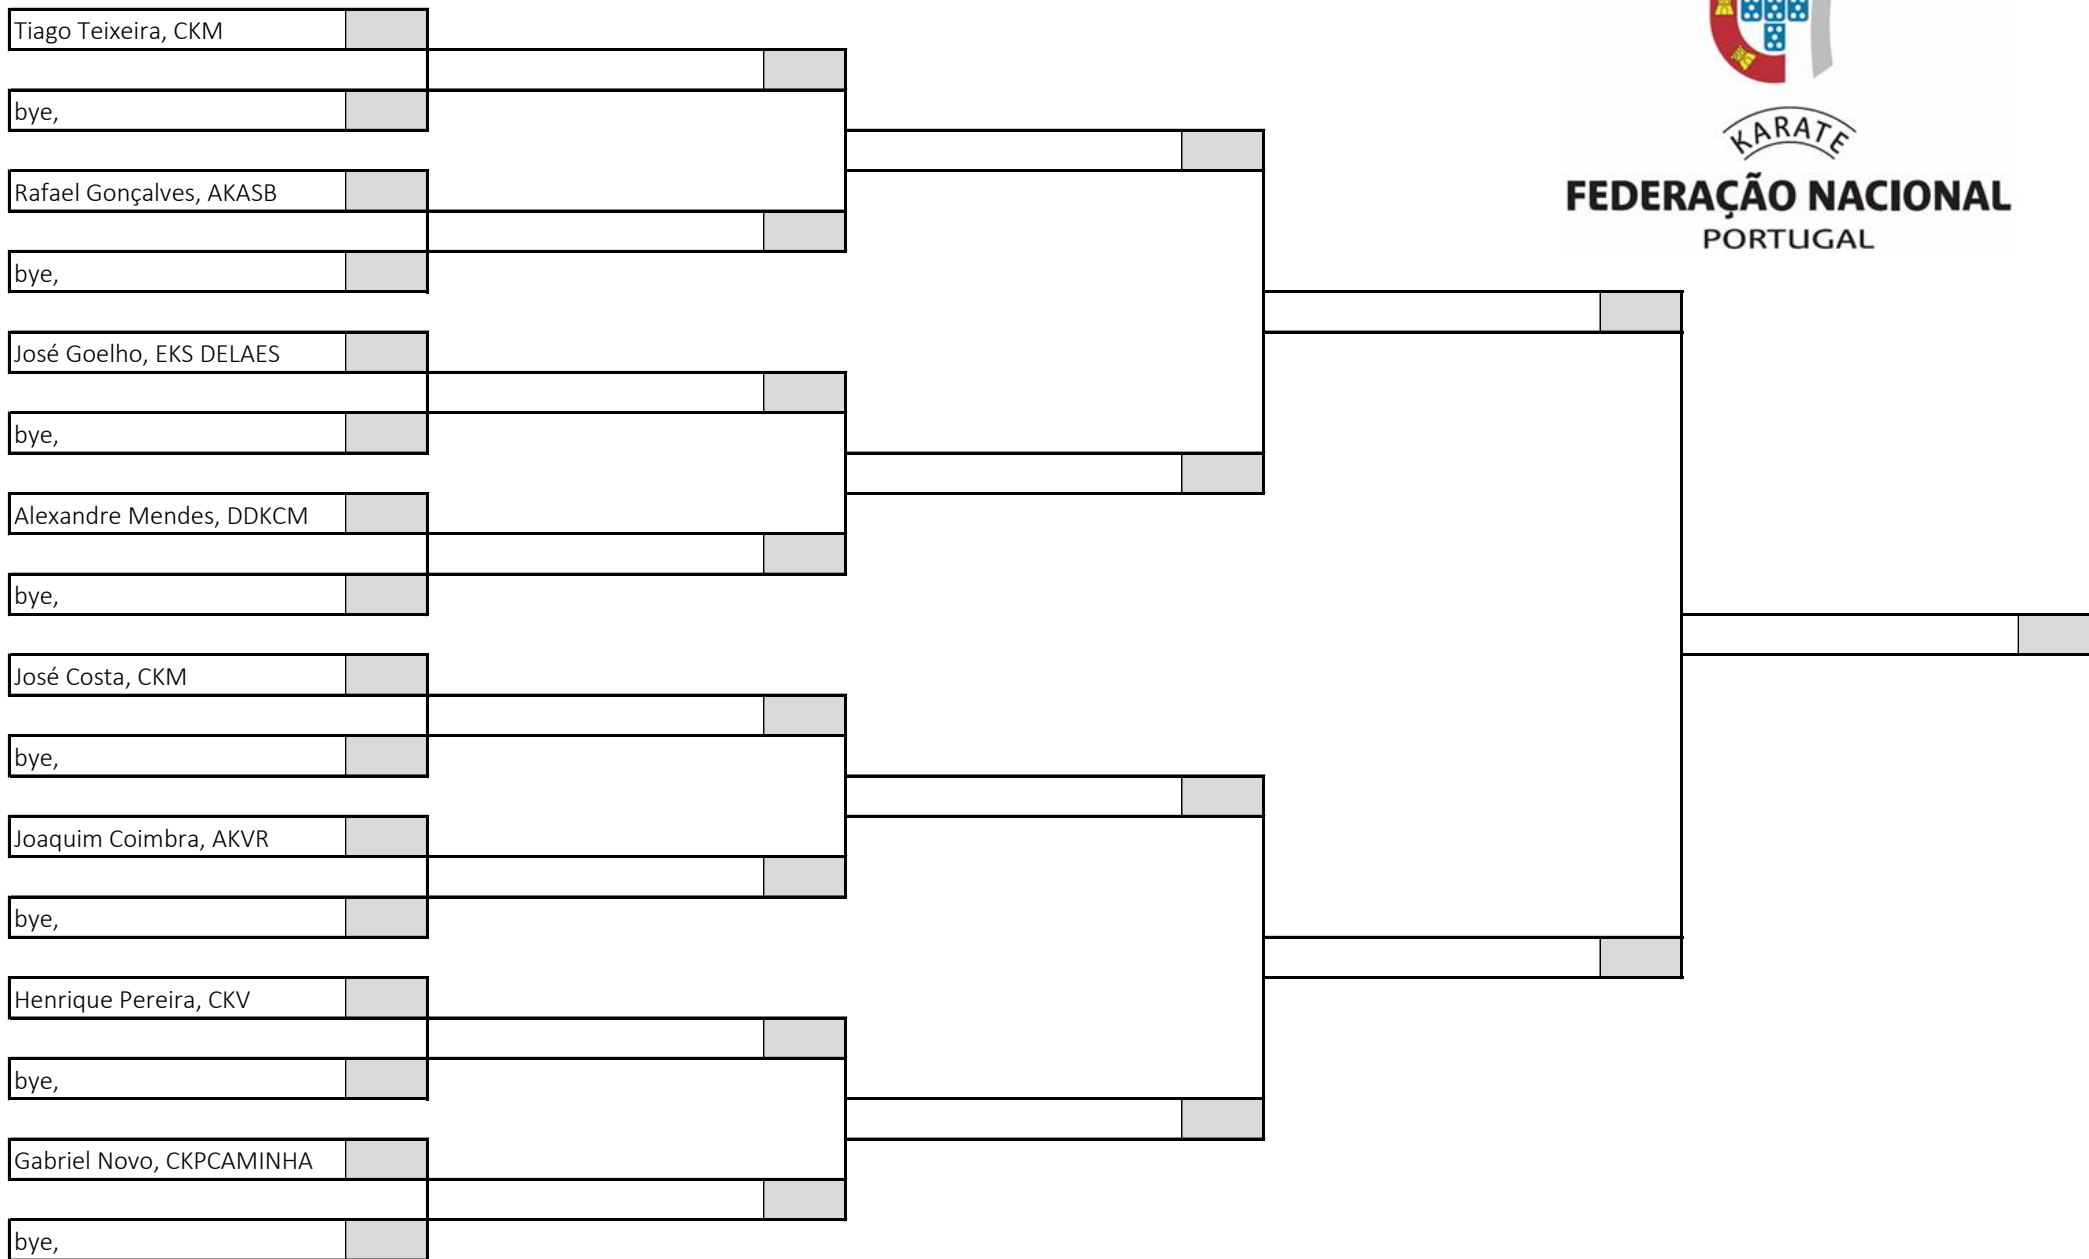 Tiago Teixeira, CKM
bye,
KARATE
Rafael Gonçalves, AKASB
FEDERAÇÃO NACIONAL
PORTUGAL
bye,
José Goelho, EKS DELAES
bye,
Alexandre Mendes, DDKCM
bye,
José Costa, CKM
bye,
Joaquim Coimbra, AKVR
bye,
Henrique Pereira, CKV
bye,
Gabriel Novo, CKPCAMINHA
bye,